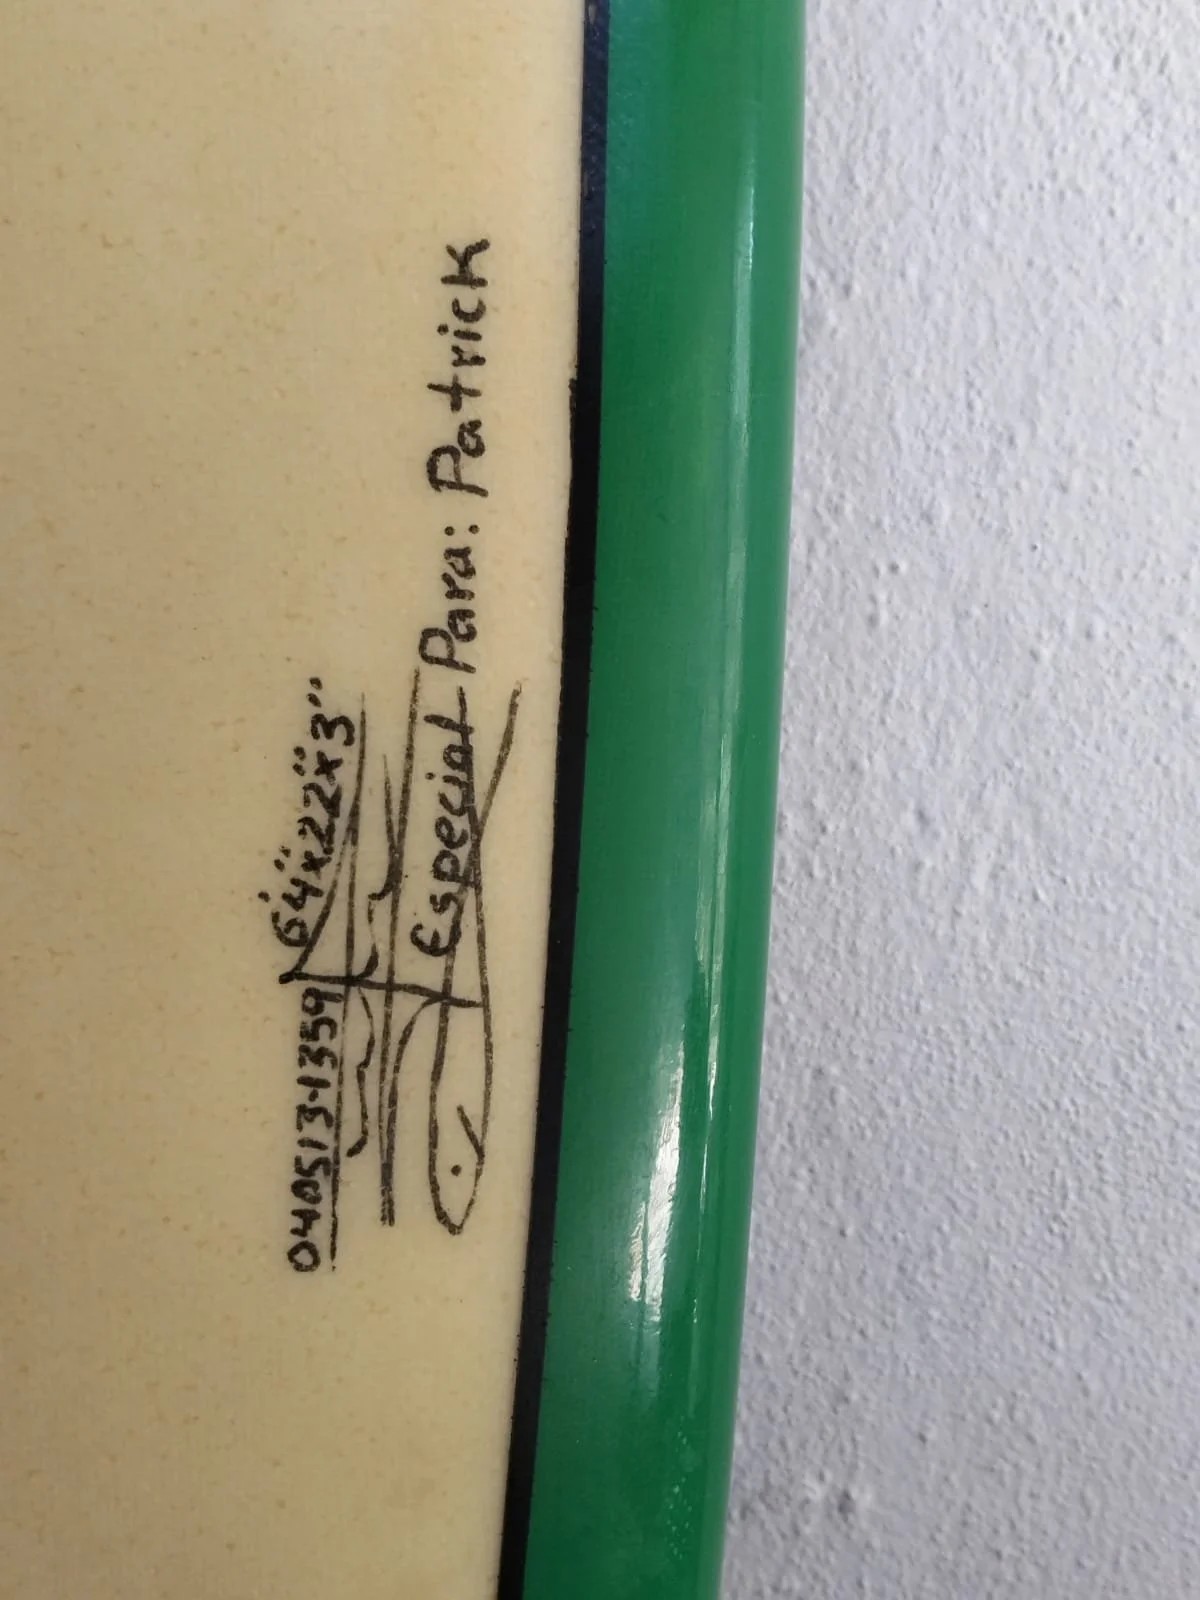 040513-1359 6'4"x22"x3"
Especial Para: Patrick